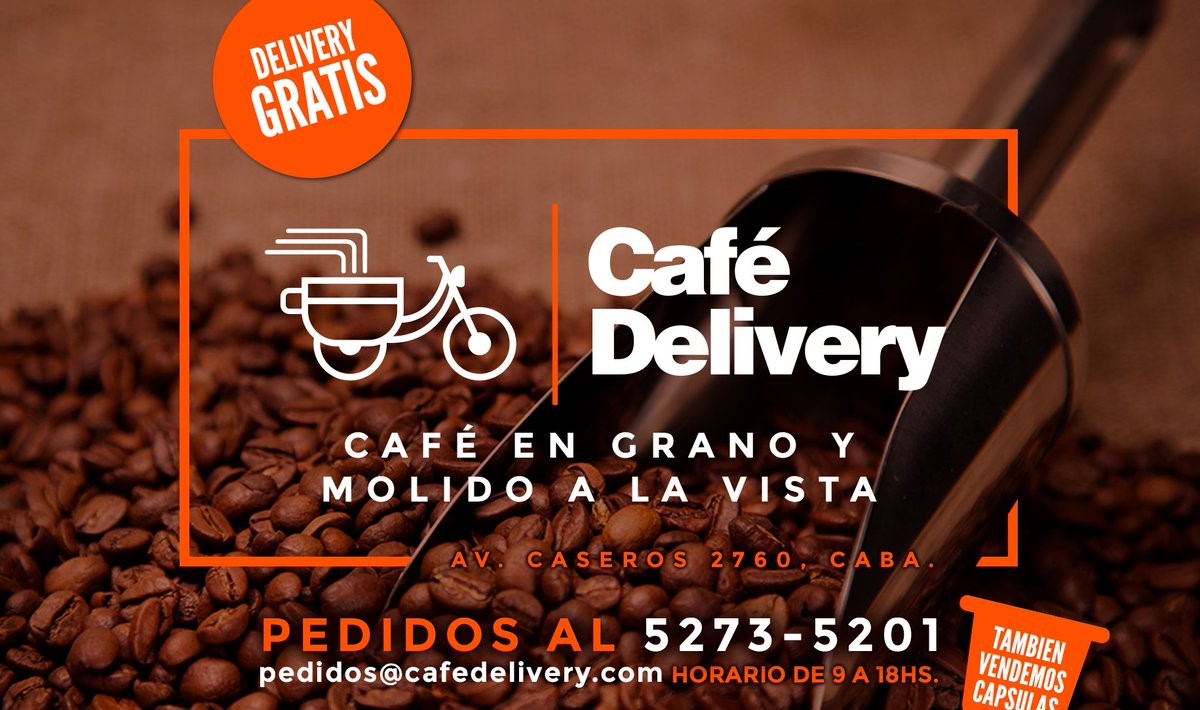 DELIVERY
GRATIS
Café
Delivery
CAFÉ EN GRANO Y
MOLIDO A LA VISTA
AV. CASEROS 2760, CABA.
PEDIDOS AL 5273-5201
pedidos@cafedelivery.com HORARIO DE 9 A 18HS.
TAMBIEN
VENDEMOS
CAPSULAS